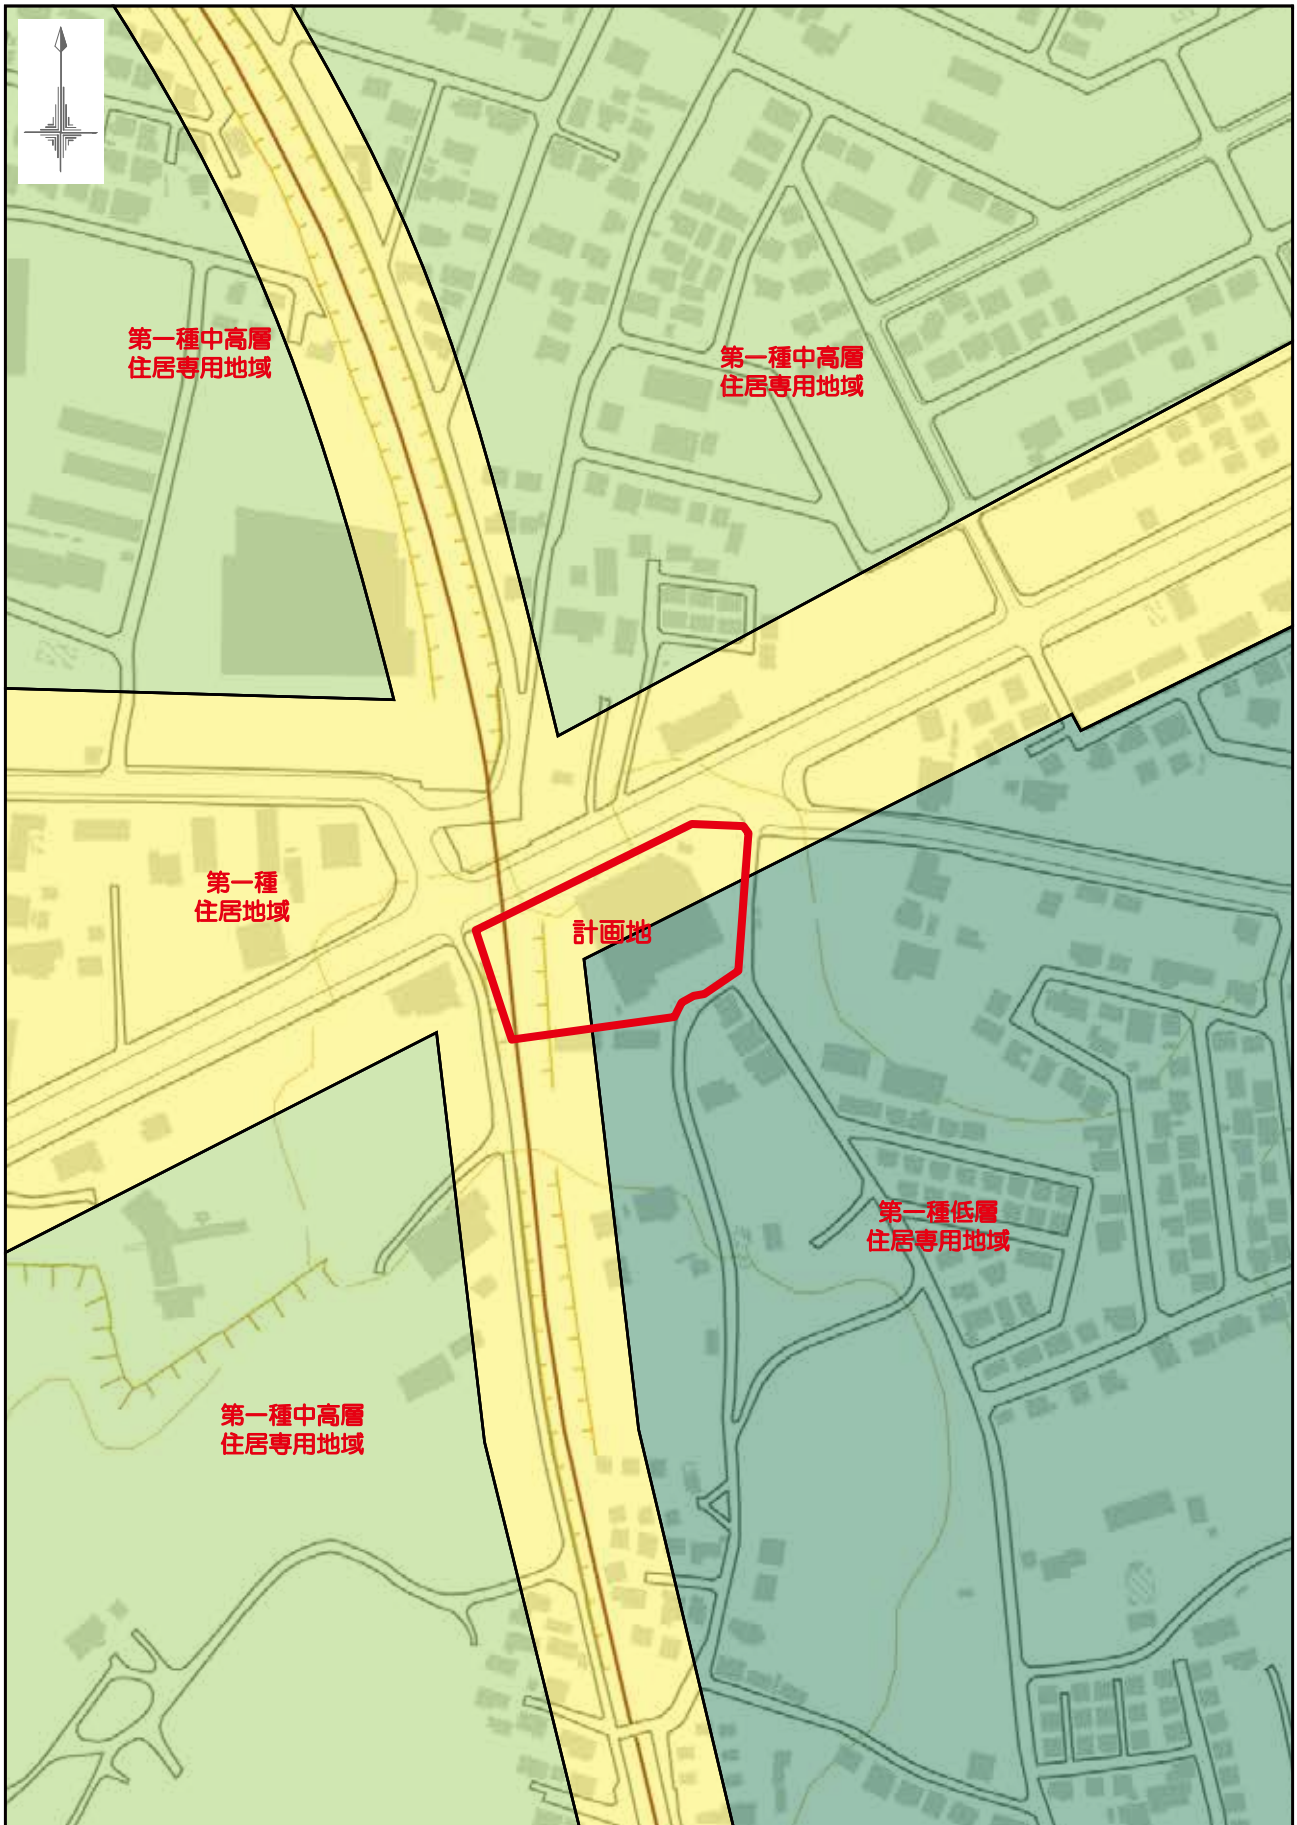 第一種中高層
住居専用地域
第一種中高層
住居専用地域
第一種
住居地域
計画地
第一種低層
住居専用地域
第一種中高層
住居専用地域